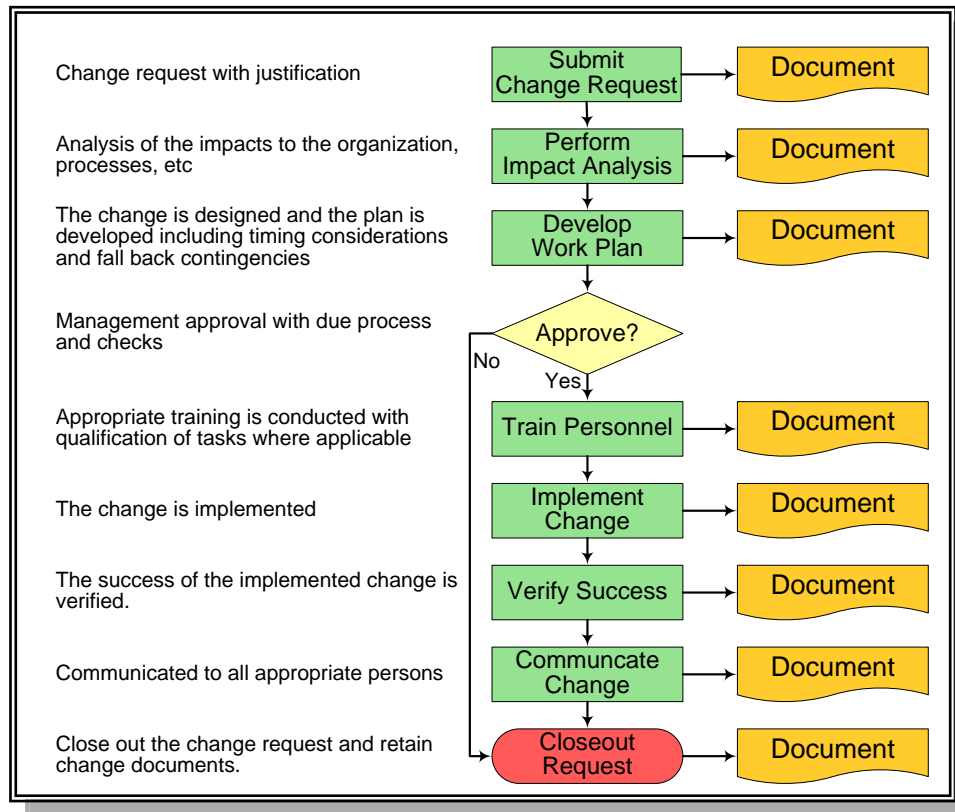 Change request with justification
Submit
Change Request
Document
Analysis of the impacts to the organization,
processes, etc
Perform
Impact Analysis
Document
The change is designed and the plan is
developed including timing considerations
and fall back contingencies
Develop
Work Plan
Document
Management approval with due process
and checks
Approve?
No
Yes
Appropriate training is conducted with
qualification of tasks where applicable
Train Personnel
Document
The change is implemented
Implement
Change
Document
The success of the implemented change is
verified.
Verify Success
Document
Communicated to all appropriate persons
Communcate
Change
Document
Close out the change request and retain
change documents.
Closeout
Request
Document